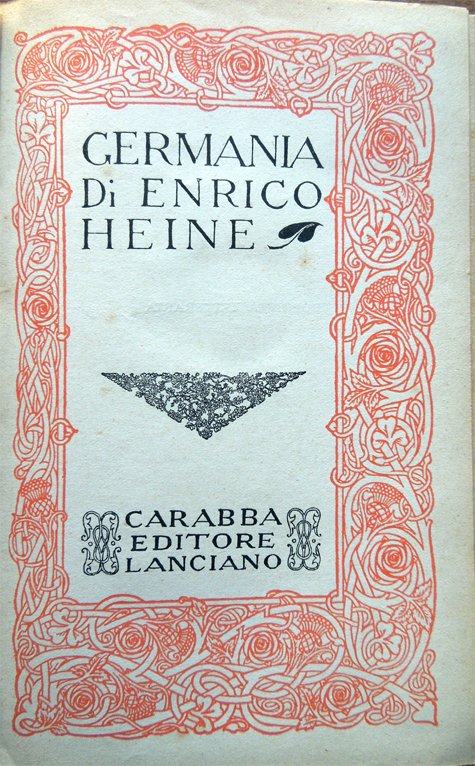 GERMANIA
Di ENRICO
HEINE
CARABBA
EDITORE
LANCIANO